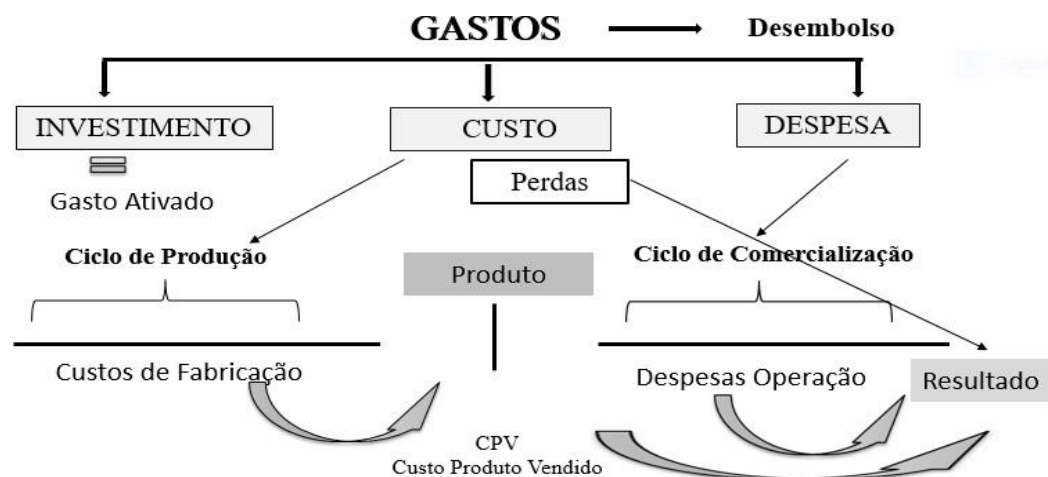 GASTOS
Desembolso
INVESTIMENTO
CUSTO
DESPESA
Perdas
Gasto Ativado
Ciclo de Produção
Produto
Ciclo de Comercialização
Custos de Fabricação
Despesas Operação
Resultado
CPV
Custo Produto Vendido